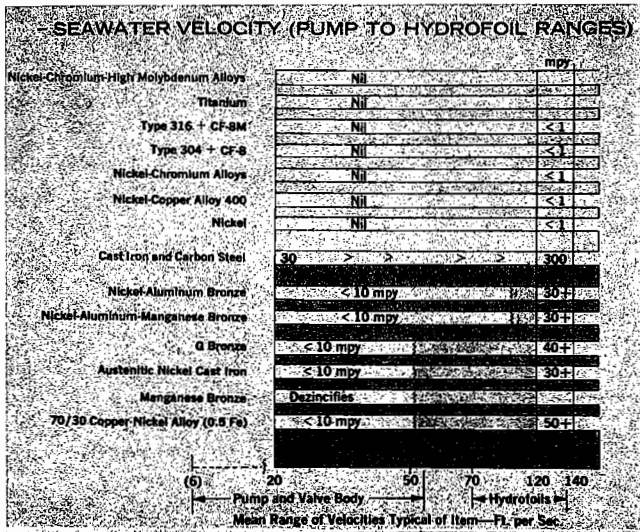 - SEAWATER VELOCITY (PUMP TO HYDROFOIL RANGES)
mpy
Nickel-Chromium-High Molybdenum Alloys Nil
Titanium Nil
Type 316 + CF-8M Nil <1
Type 304 + CF-8 Nil <1
Nickel-Chromium Alloys Nil <1
Nickel-Copper Alloy 400 Nil <1
Nickel Nil <1
Cast Iron and Carbon Steel 30 > > > > > 300
Nickel-Aluminum Bronze < 10 mpy 30+
Nickel-Aluminum-Manganese Bronze < 10 mpy 30+
G Bronze < 10 mpy 40+
Austenitic Nickel Cast Iron < 10 mpy 30+
Manganese Bronze Dezincifies
70/30 Copper-Nickel Alloy (0.5 Fe) < 10 mpy 50+
(6) 20 50 70 120 140
Pump and Valve Body Hydrofoils
Mean Range of Velocities Typical of Item—Ft. per Sec.